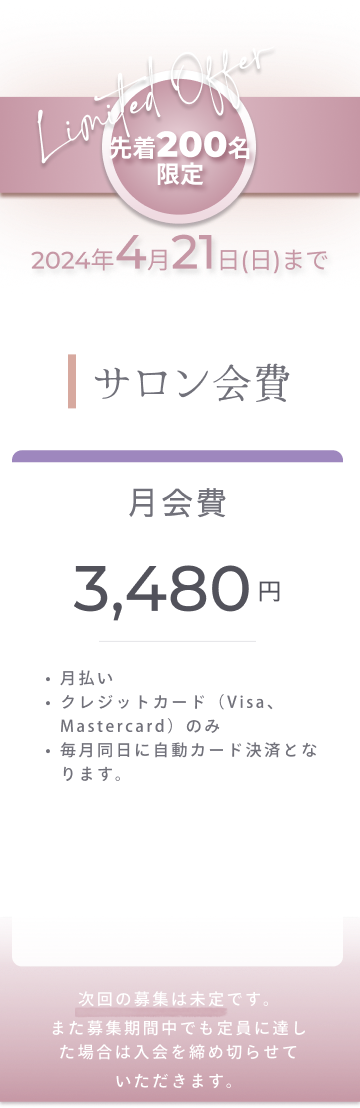 Limited Offer
先着200名
限定
2024年4月21日(日)まで
サロン会費
月会費
3,480円
• 月払い
• クレジットカード（Visa、
Mastercard）のみ
• 毎月同日に自動カード決済とな
ります。
次回の募集は未定です。
また募集期間中でも定員に達し
た場合は入会を締め切らせて
いただきます。